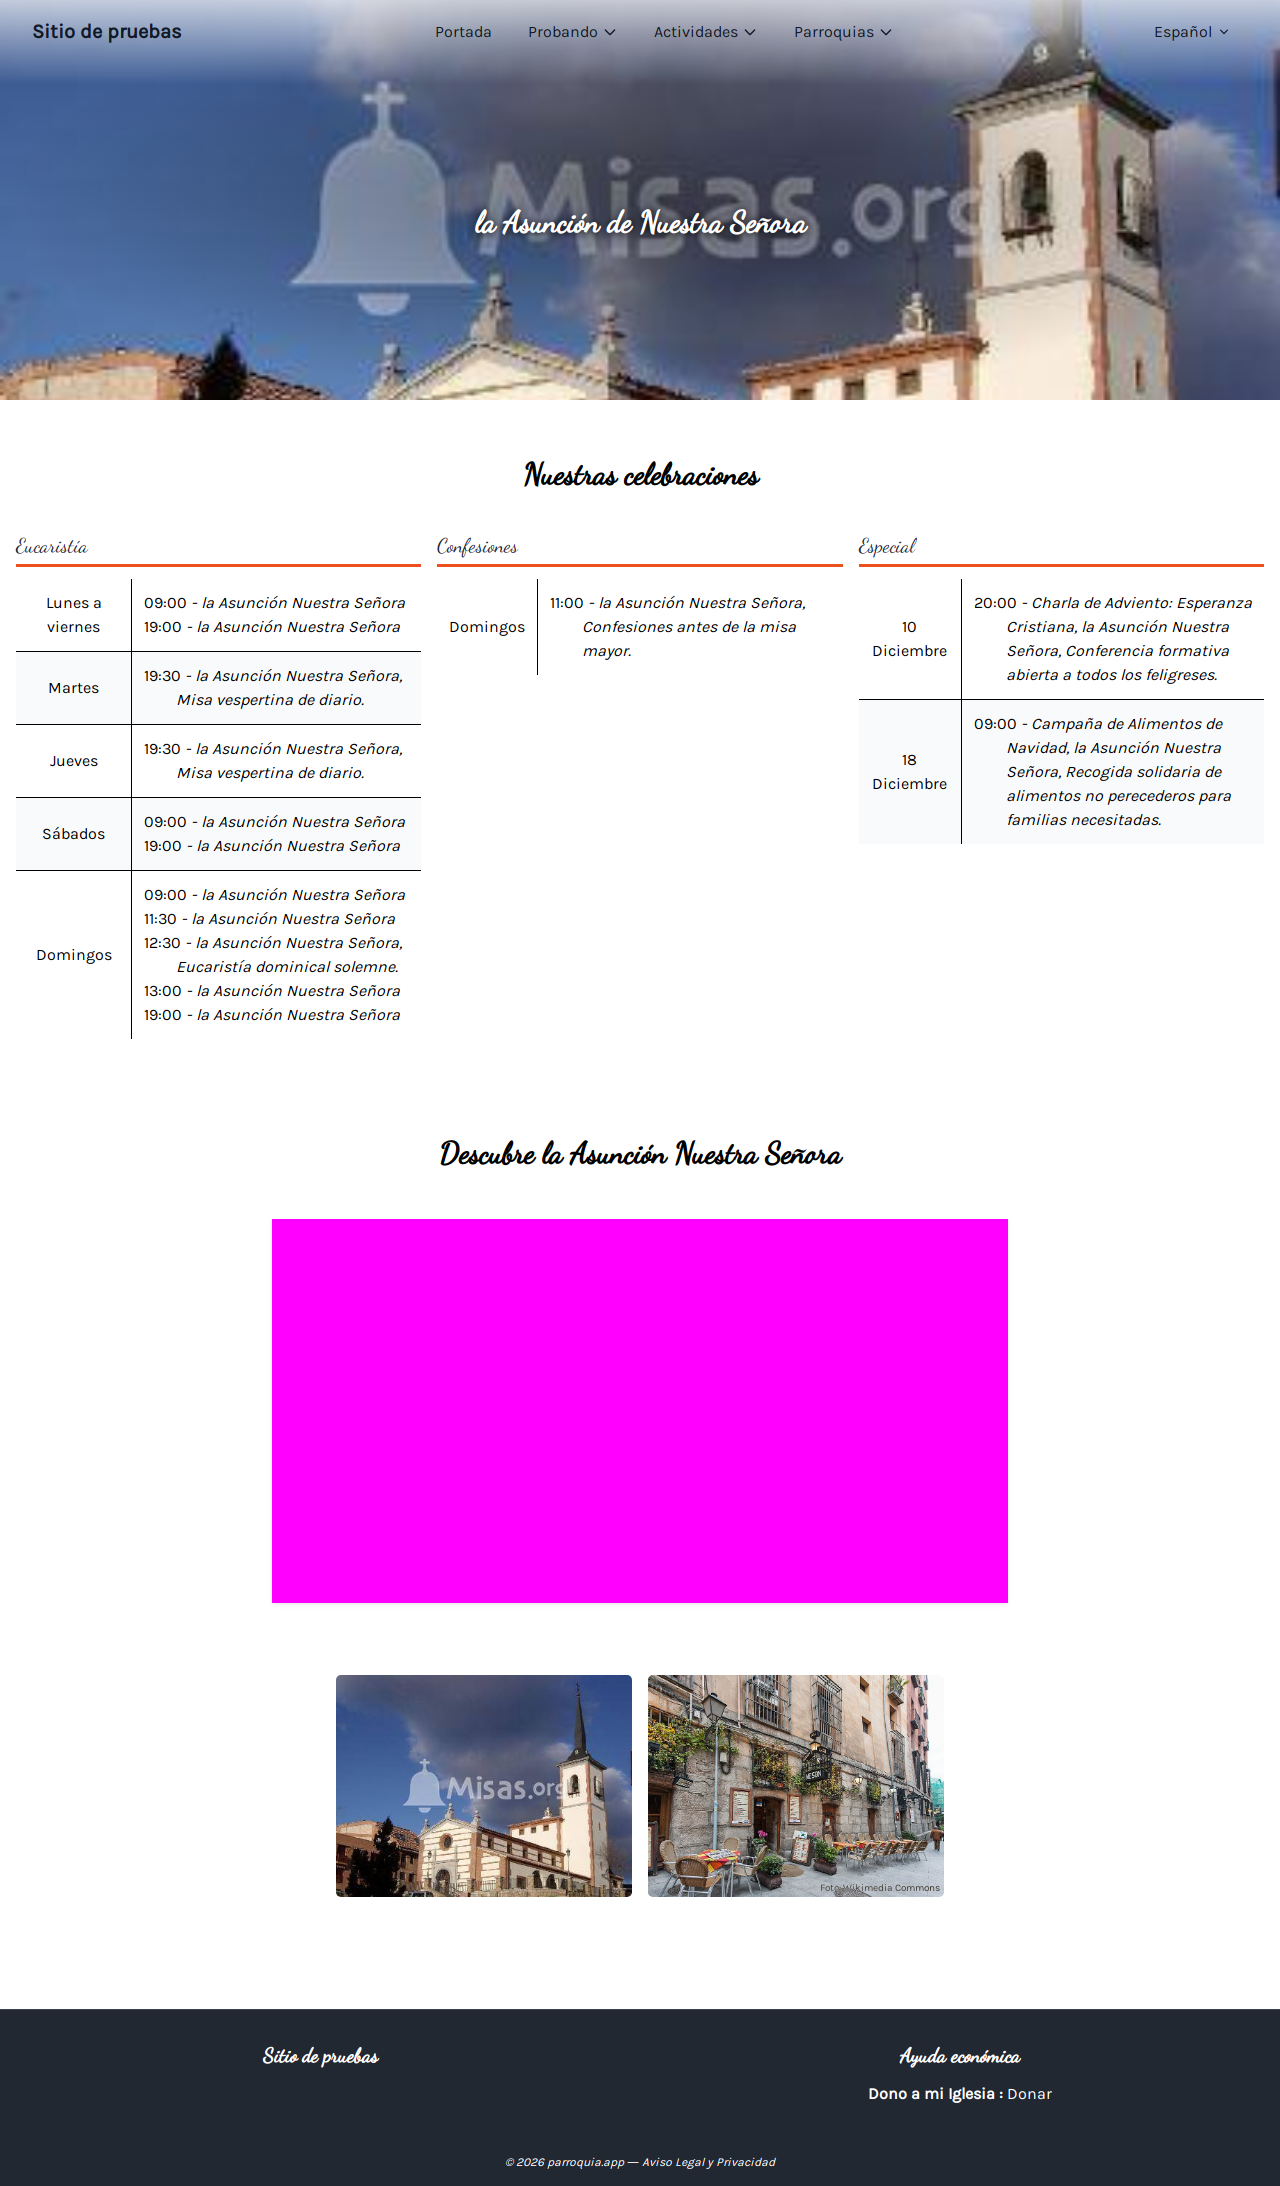 Sitio de pruebas
Portada
Probando
Actividades
Parroquias
Español
Misas.org
la Asunción de Nuestra Señora
Nuestras celebraciones
Eucaristía
Lunes a
viernes
09:00 - la Asunción Nuestra Señora
19:00 - la Asunción Nuestra Señora
Martes
19:30 - la Asunción Nuestra Señora,
Misa vespertina de diario.
Jueves
19:30 - la Asunción Nuestra Señora,
Misa vespertina de diario.
Sábados
09:00 - la Asunción Nuestra Señora
19:00 - la Asunción Nuestra Señora
Domingos
09:00 - la Asunción Nuestra Señora
11:30 - la Asunción Nuestra Señora
12:30 - la Asunción Nuestra Señora,
Eucaristía dominical solemne.
13:00 - la Asunción Nuestra Señora
19:00 - la Asunción Nuestra Señora
Confesiones
Domingos
11:00 - la Asunción Nuestra Señora,
Confesiones antes de la misa
mayor.
Especial
10
Diciembre
20:00 - Charla de Adviento: Esperanza
Cristiana, la Asunción Nuestra
Señora, Conferencia formativa
abierta a todos los feligreses.
18
Diciembre
09:00 - Campaña de Alimentos de
Navidad, la Asunción Nuestra
Señora, Recogida solidaria de
alimentos no perecederos para
familias necesitadas.
Descubre la Asunción Nuestra Señora
Misas.org
MESON
Foto: Wikimedia Commons
Sitio de pruebas
Ayuda económica
Dono a mi Iglesia : Donar
© 2026 parroquia.app — Aviso Legal y Privacidad